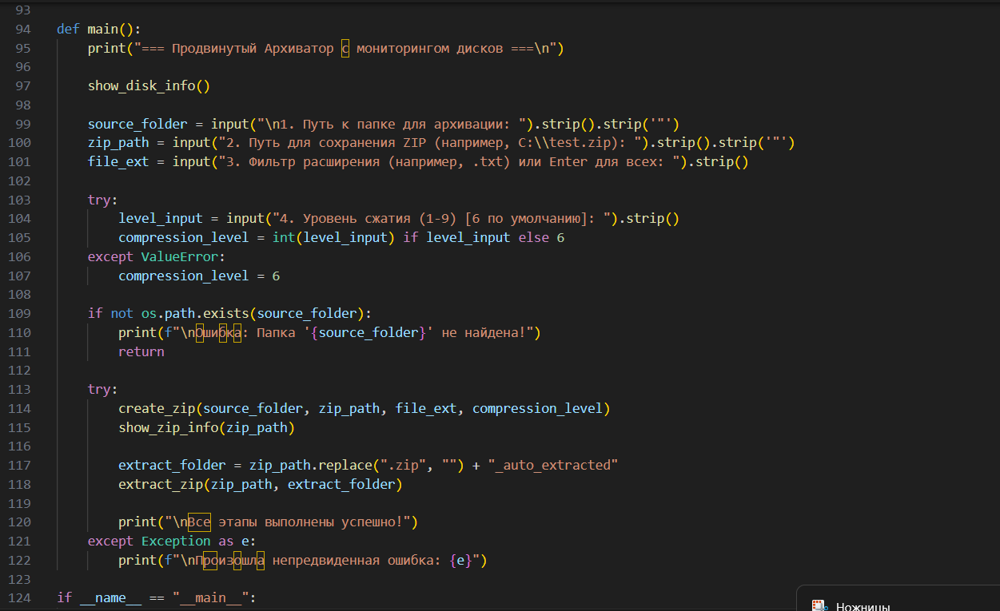 93
94 def main():
95     print("=== Продвинутый Архиватор с мониторингом дисков ===\n")
96
97     show_disk_info()
98
99     source_folder = input("\n1. Путь к папке для архивации: ").strip().strip('"')
100     zip_path = input("2. Путь для сохранения ZIP (например, C:\\test.zip): ").strip().strip('"')
101     file_ext = input("3. Фильтр расширения (например, .txt) или Enter для всех: ").strip()
102
103     try:
104         level_input = input("4. Уровень сжатия (1-9) [6 по умолчанию]: ").strip()
105         compression_level = int(level_input) if level_input else 6
106     except ValueError:
107         compression_level = 6
108
109     if not os.path.exists(source_folder):
110         print(f"\nОшибка: Папка '{source_folder}' не найдена!")
111         return
112
113     try:
114         create_zip(source_folder, zip_path, file_ext, compression_level)
115         show_zip_info(zip_path)
116
117         extract_folder = zip_path.replace(".zip", "") + "_auto_extracted"
118         extract_zip(zip_path, extract_folder)
119
120         print("\nВсе этапы выполнены успешно!")
121     except Exception as e:
122         print(f"\nПроизошла непредвиденная ошибка: {e}")
123
124 if __name__ == "__main__":
Ножницы